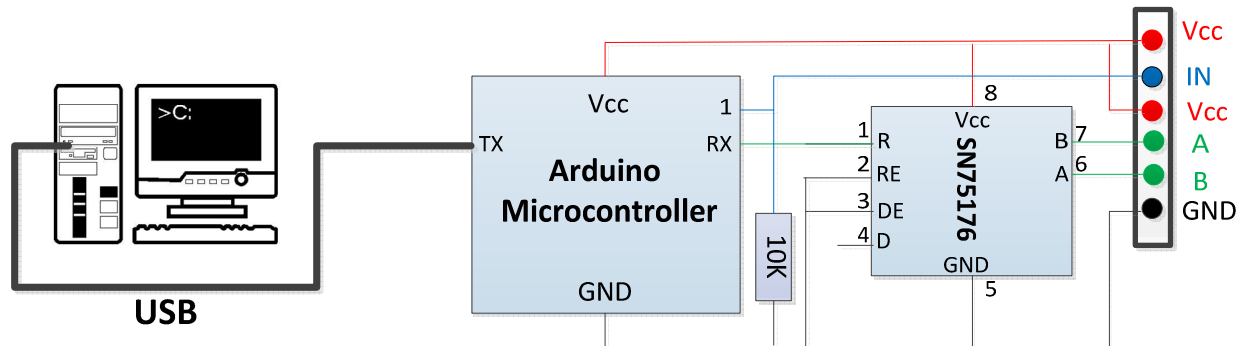 >C:
USB
Vcc
TX
1
RX
Arduino
Microcontroller
GND
10K
8
Vcc
1
R
2
RE
3
DE
4
D
SN75176
B
7
A
6
GND
5
Vcc
IN
Vcc
A
B
GND